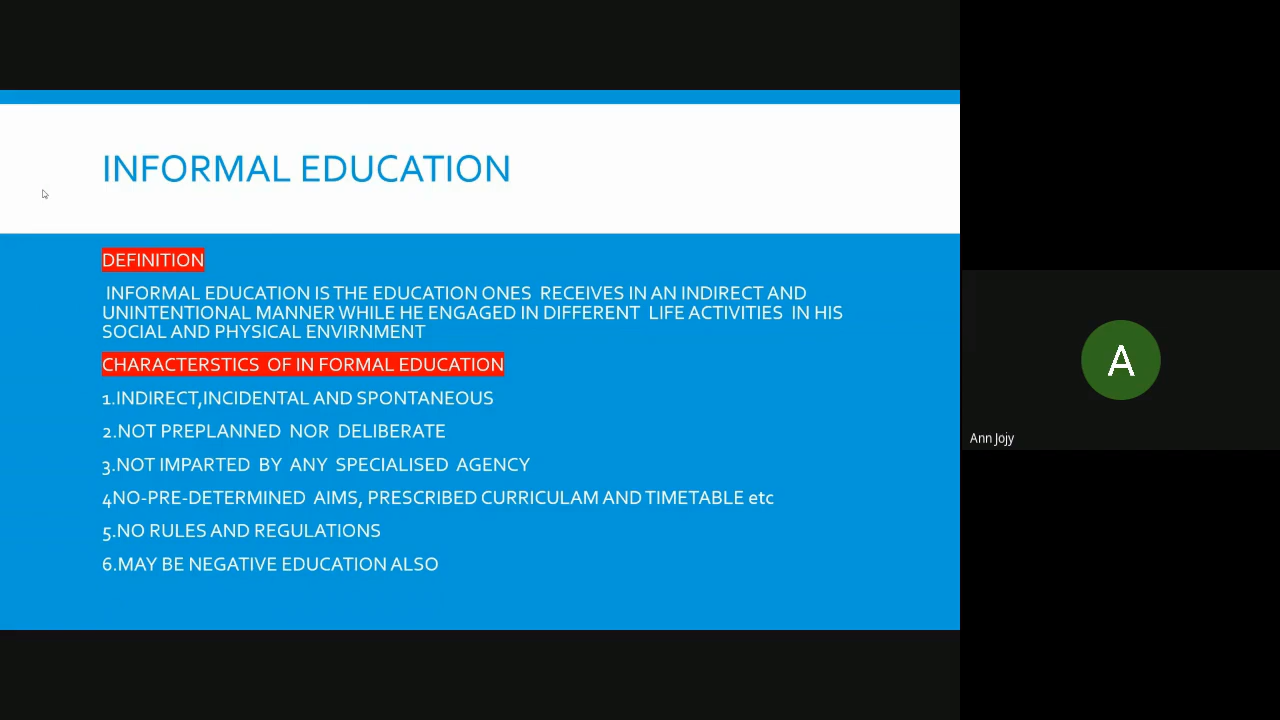 INFORMAL EDUCATION
DEFINITION
INFORMAL EDUCATION IS THE EDUCATION ONES RECEIVES IN AN INDIRECT AND
UNINTENTIONAL MANNER WHILE HE ENGAGED IN DIFFERENT LIFE ACTIVITIES IN HIS
SOCIAL AND PHYSICAL ENVIRNMENT
CHARACTERSTICS OF IN FORMAL EDUCATION
1.INDIRECT,INCIDENTAL AND SPONTANEOUS
2.NOT PREPLANNED NOR DELIBERATE
3.NOT IMPARTED BY ANY SPECIALISED AGENCY
4NO-PRE-DETERMINED AIMS, PRESCRIBED CURRICULAM AND TIMETABLE etc
5.NO RULES AND REGULATIONS
6.MAY BE NEGATIVE EDUCATION ALSO
A
Ann Jojy